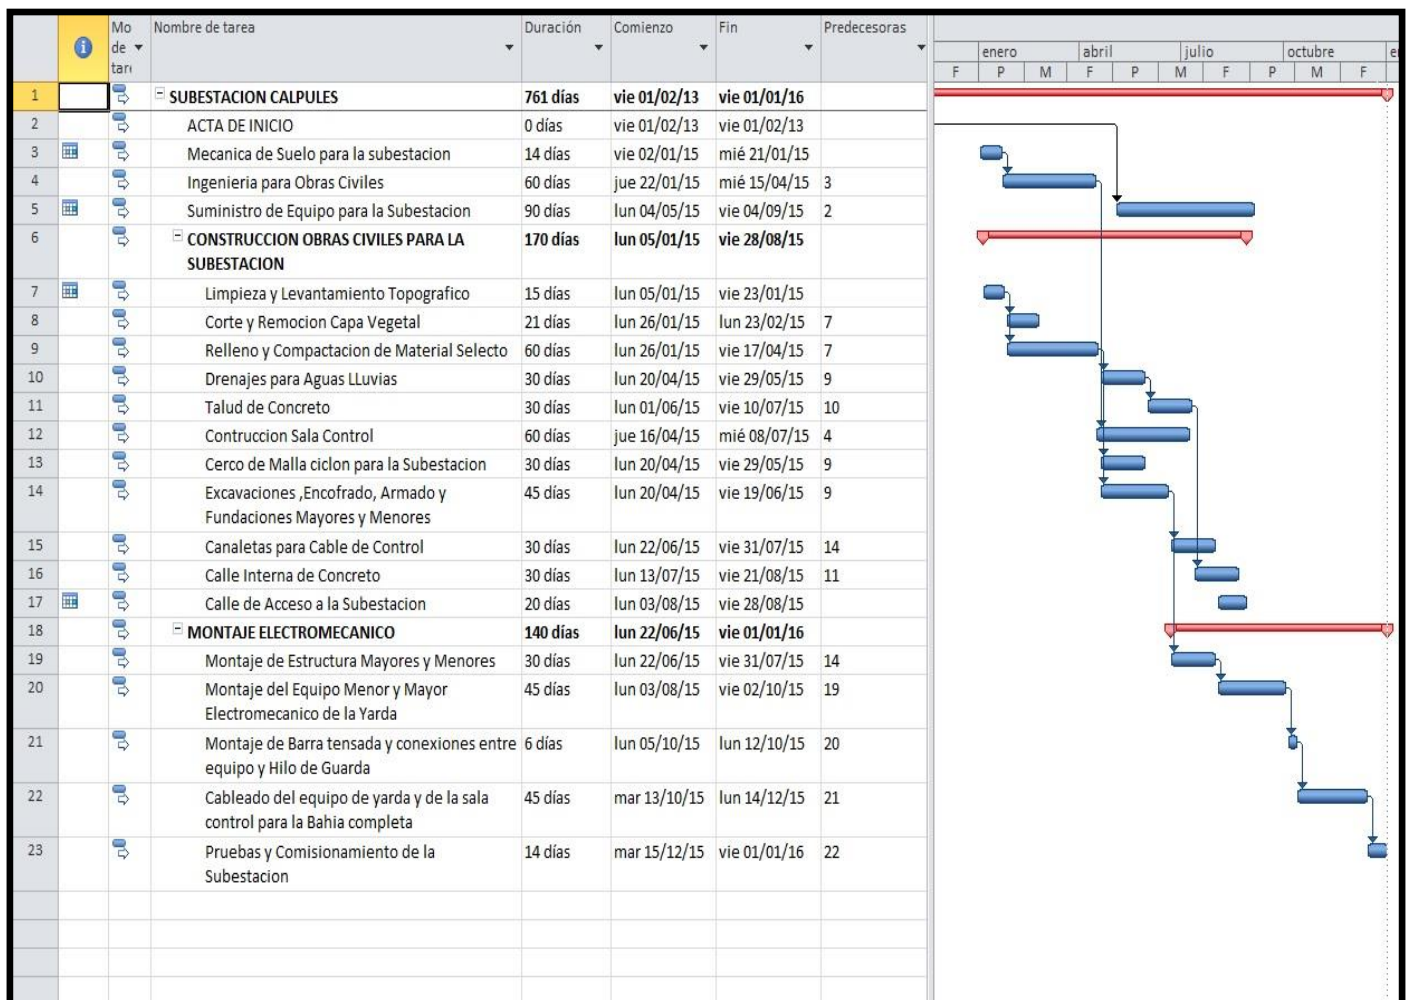 Mo de tare Nombre de tarea Duración Comienzo Fin Predecesoras
enero abril julio octubre e
F P M F P M F P M F
1 SUBESTACION CALPULES 761 días vie 01/02/13 vie 01/01/16
2 ACTA DE INICIO 0 días vie 01/02/13 vie 01/02/13
3 Mecanica de Suelo para la subestacion 14 días vie 02/01/15 mié 21/01/15
4 Ingenieria para Obras Civiles 60 días jue 22/01/15 mié 15/04/15 3
5 Suministro de Equipo para la Subestacion 90 días lun 04/05/15 vie 04/09/15 2
6 CONSTRUCCION OBRAS CIVILES PARA LA 170 días lun 05/01/15 vie 28/08/15
SUBESTACION
7 Limpieza y Levantamiento Topografico 15 días lun 05/01/15 vie 23/01/15
8 Corte y Remocion Capa Vegetal 21 días lun 26/01/15 lun 23/02/15 7
9 Relleno y Compactacion de Material Selecto 60 días lun 26/01/15 vie 17/04/15 7
10 Drenajes para Aguas LLuvias 30 días lun 20/04/15 vie 29/05/15 9
11 Talud de Concreto 30 días lun 01/06/15 vie 10/07/15 10
12 Contruccion Sala Control 60 días jue 16/04/15 mié 08/07/15 4
13 Cerco de Malla ciclon para la Subestacion 30 días lun 20/04/15 vie 29/05/15 9
14 Excavaciones ,Encofrado, Armado y 45 días lun 20/04/15 vie 19/06/15 9
Fundaciones Mayores y Menores
15 Canaletas para Cable de Control 30 días lun 22/06/15 vie 31/07/15 14
16 Calle Interna de Concreto 30 días lun 13/07/15 vie 21/08/15 11
17 Calle de Acceso a la Subestacion 20 días lun 03/08/15 vie 28/08/15
18 MONTAJE ELECTROMECANICO 140 días lun 22/06/15 vie 01/01/16
19 Montaje de Estructura Mayores y Menores 30 días lun 22/06/15 vie 31/07/15 14
20 Montaje del Equipo Menor y Mayor 45 días lun 03/08/15 vie 02/10/15 19
Electromecanico de la Yarda
21 Montaje de Barra tensada y conexiones entre 6 días lun 05/10/15 lun 12/10/15 20
equipo y Hilo de Guarda
22 Cableado del equipo de yarda y de la sala 45 días mar 13/10/15 lun 14/12/15 21
control para la Bahia completa
23 Pruebas y Comisionamiento de la 14 días mar 15/12/15 vie 01/01/16 22
Subestacion